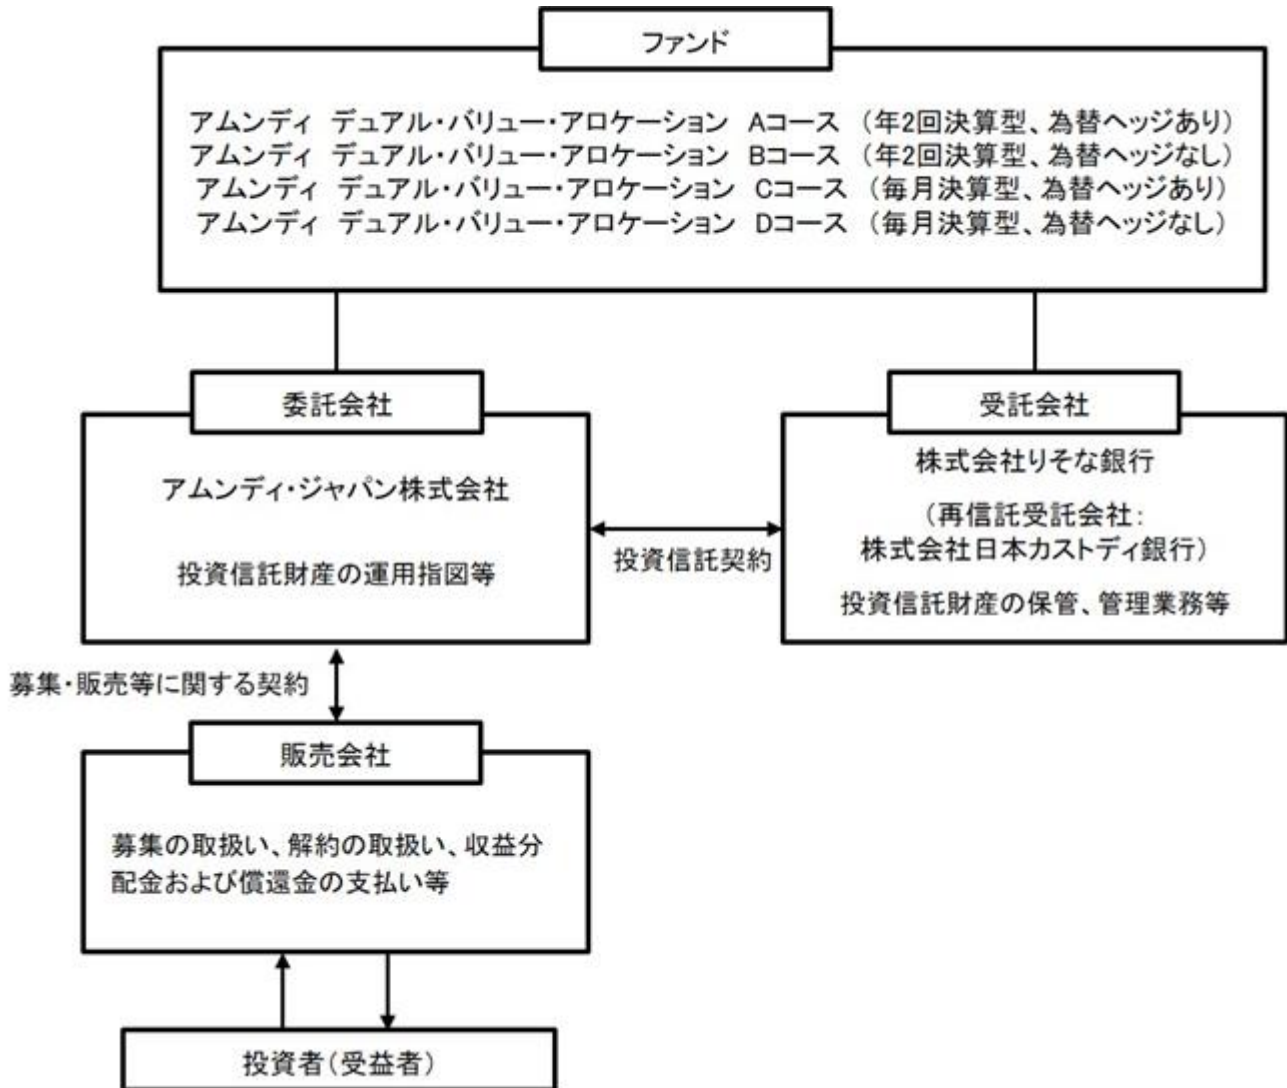 ファンド
アムンディ デュアル・バリュー・アロケーション Aコース (年2回決算型、為替ヘッジあり)
アムンディ デュアル・バリュー・アロケーション Bコース (年2回決算型、為替ヘッジなし)
アムンディ デュアル・バリュー・アロケーション Cコース (毎月決算型、為替ヘッジあり)
アムンディ デュアル・バリュー・アロケーション Dコース (毎月決算型、為替ヘッジなし)
委託会社
アムンディ・ジャパン株式会社
投資信託財産の運用指図等
投資信託契約
受託会社
株式会社りそな銀行
(再信託受託会社:
株式会社日本カストディ銀行)
投資信託財産の保管、管理業務等
募集・販売等に関する契約
販売会社
募集の取扱い、解約の取扱い、収益分
配金および償還金の支払い等
投資者(受益者)